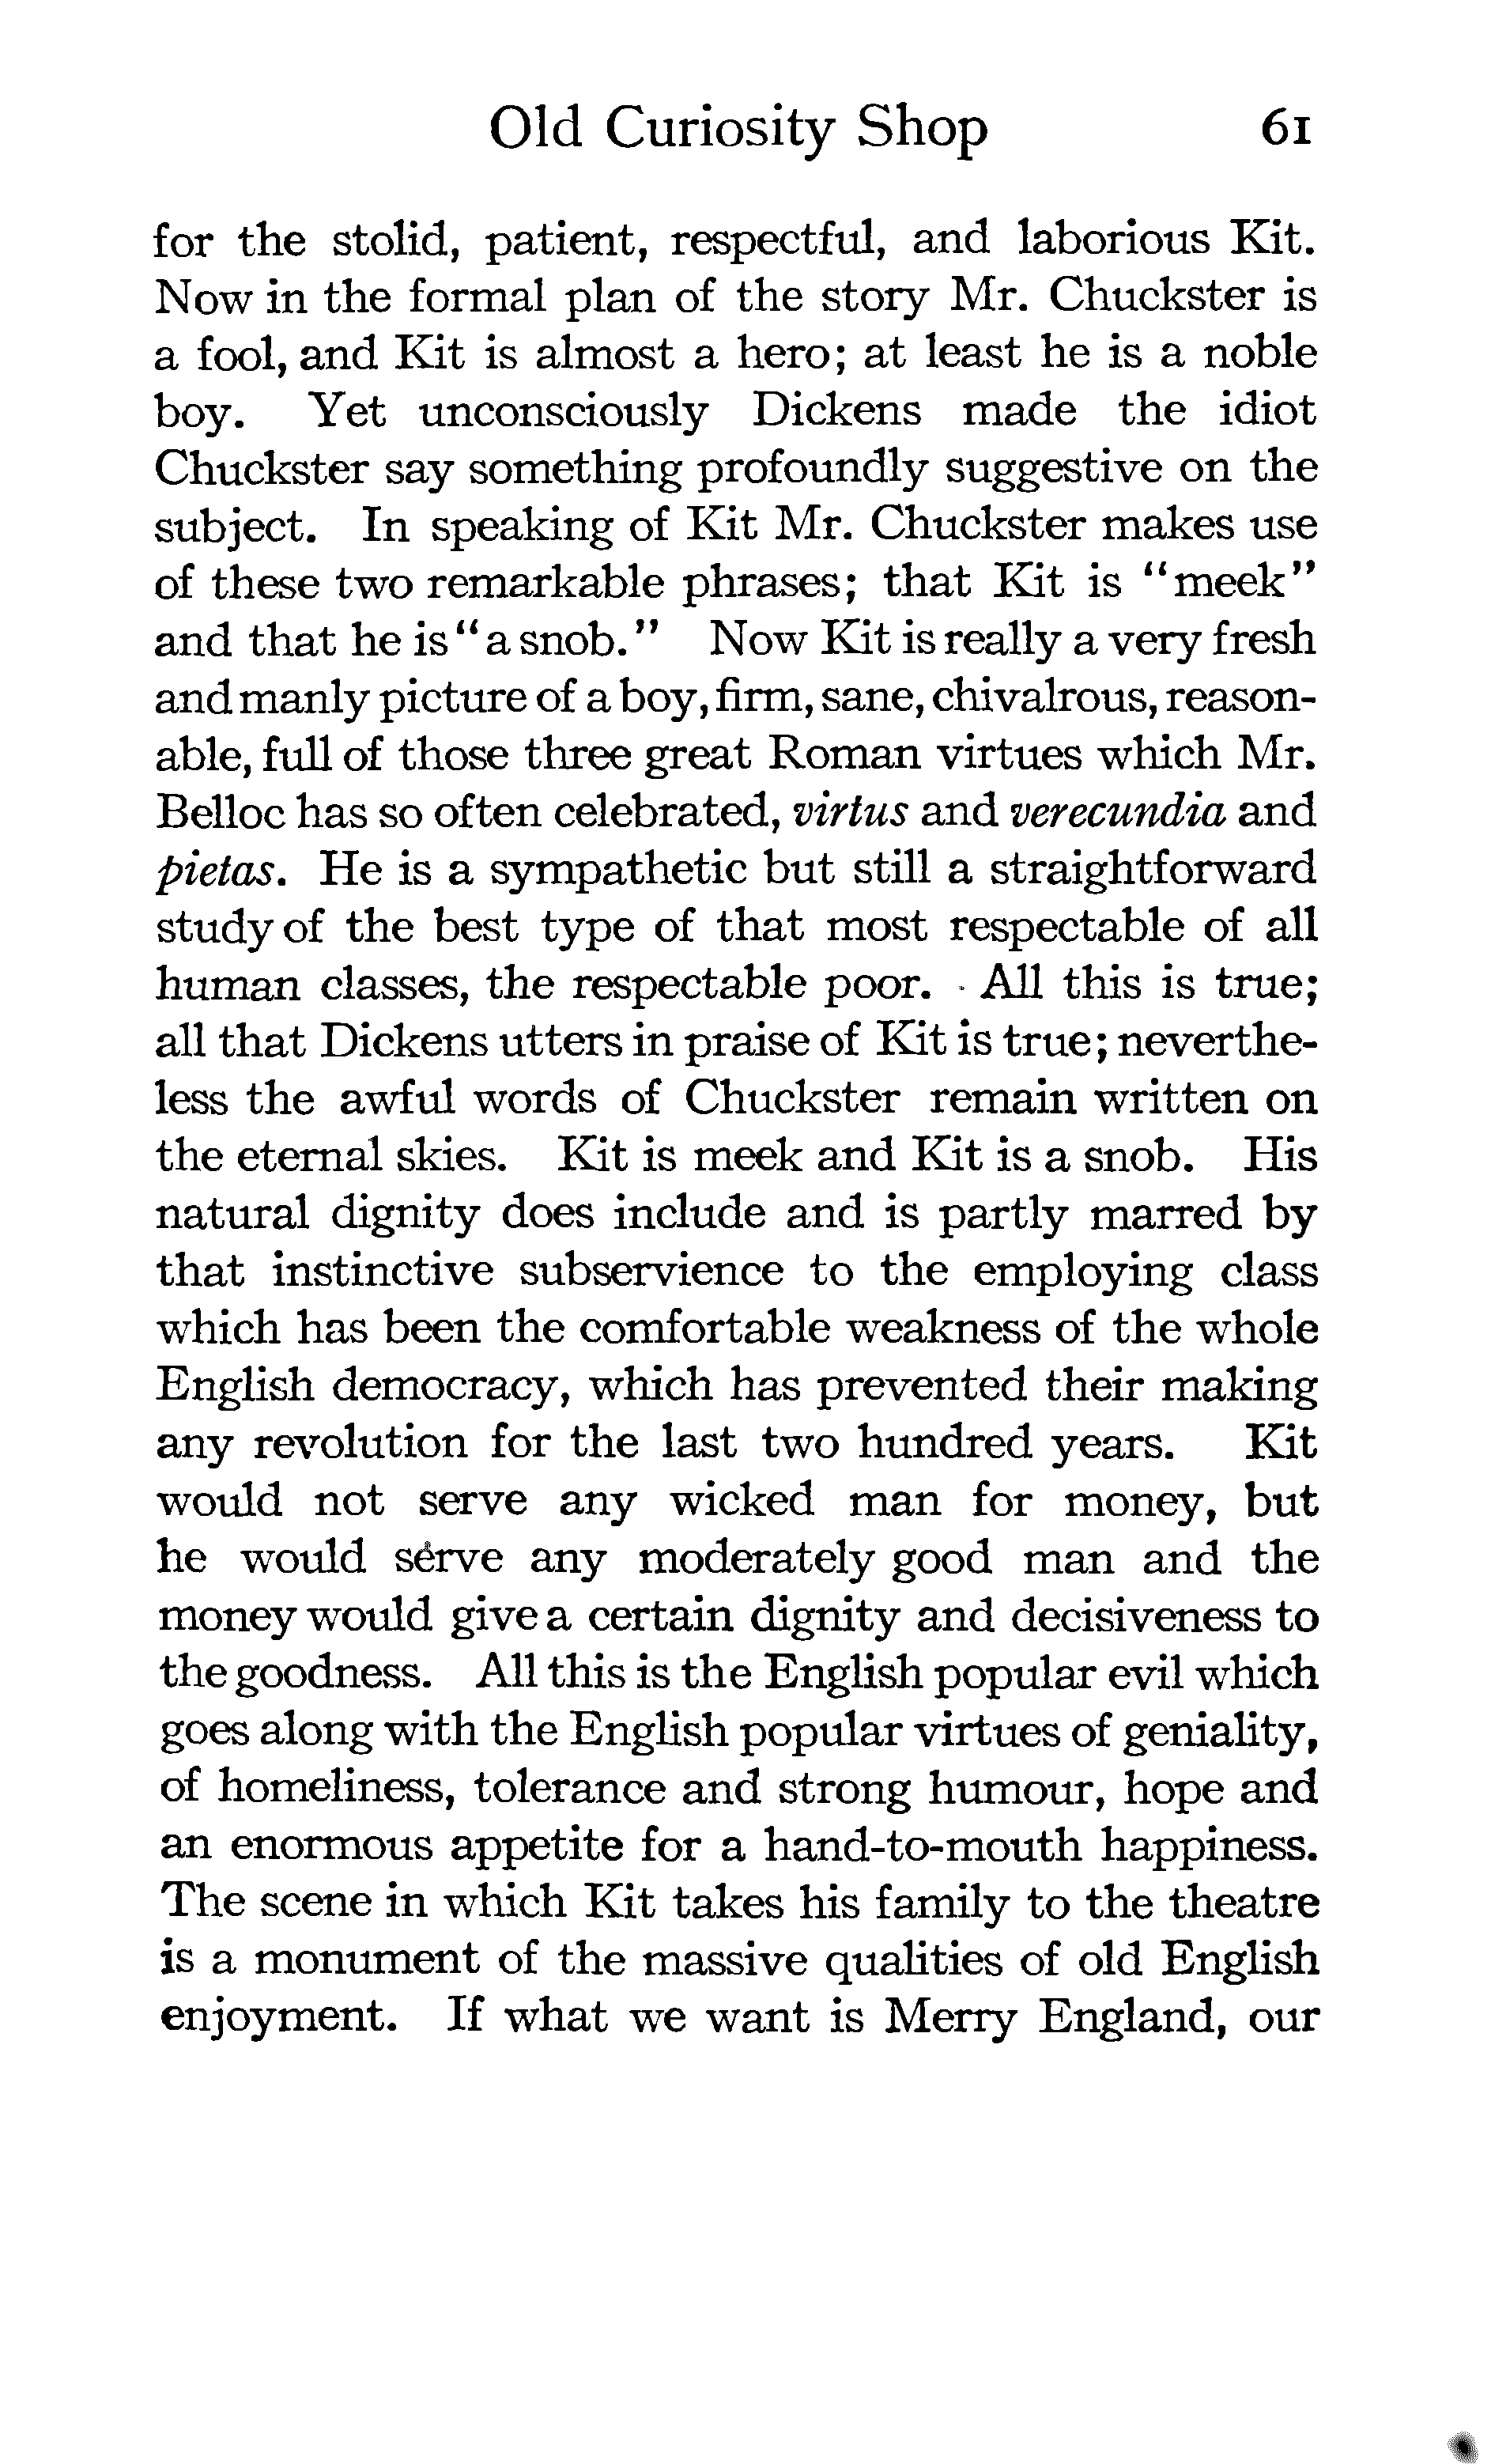 Old Curiosity Shop 61
for the stolid, patient, respectful, and laborious Kit.
Now in the formal plan of the story Mr. Chuckster is
a fool, and Kit is almost a hero; at least he is a noble
boy. Yet unconsciously Dickens made the idiot
Chuckster say something profoundly suggestive on the
subject. In speaking of Kit Mr. Chuckster makes use
of these two remarkable phrases; that Kit is "meek"
and that he is "a snob." Now Kit is really a very fresh
and manly picture of a boy, firm, sane, chivalrous, reason-
able, full of those three great Roman virtues which Mr.
Belloc has so often celebrated, virtus and verecundia and
pietas. He is a sympathetic but still a straightforward
study of the best type of that most respectable of all
human classes, the respectable poor. All this is true;
all that Dickens utters in praise of Kit is true; neverthe-
less the awful words of Chuckster remain written on
the eternal skies. Kit is meek and Kit is a snob. His
natural dignity does include and is partly marred by
that instinctive subservience to the employing class
which has been the comfortable weakness of the whole
English democracy, which has prevented their making
any revolution for the last two hundred years. Kit
would not serve any wicked man for money, but
he would serve any moderately good man and the
money would give a certain dignity and decisiveness to
the goodness. All this is the English popular evil which
goes along with the English popular virtues of geniality,
of homeliness, tolerance and strong humour, hope and
an enormous appetite for a hand-to-mouth happiness.
The scene in which Kit takes his family to the theatre
is a monument of the massive qualities of old English
enjoyment. If what we want is Merry England, our